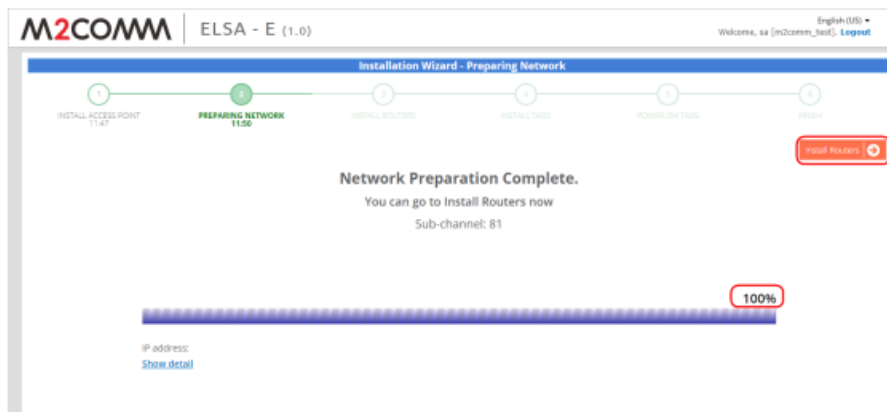 M2COMM ELSA - E (1.0)
English (US)
Welcome, sa [m2comm_test]. Logout
Installation Wizard - Preparing Network
1 2 3 4 5 6
INSTALL ACCESS POINT PREPARING NETWORK INSTALL ROUTERS INSTALL TAGS POWER-ON TAGS FINISH
11:47 11:50
Install Routers
Network Preparation Complete.
You can go to Install Routers now
Sub-channel: 81
100%
IP address:
Show detail